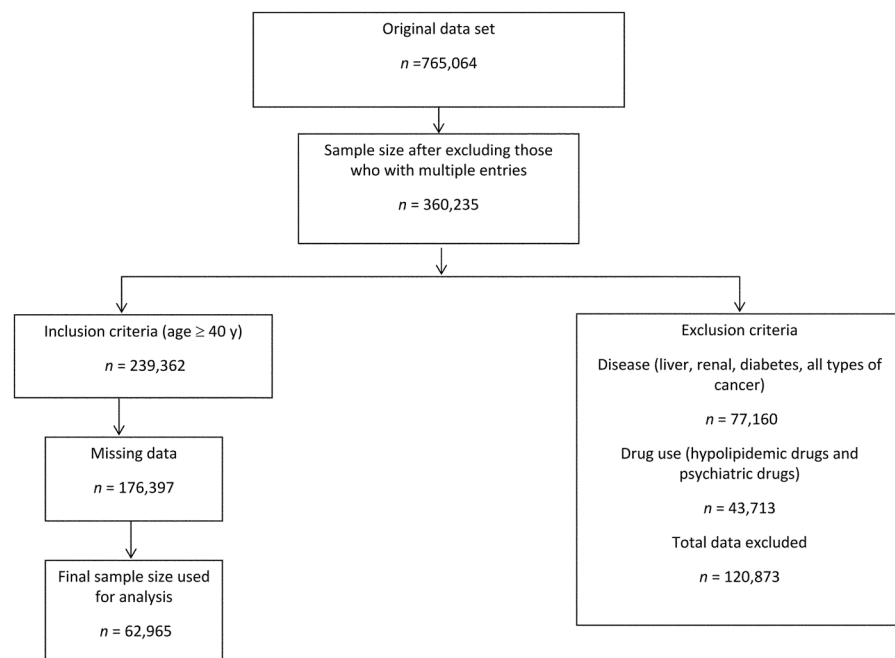 Original data set
n =765,064
Sample size after excluding those
who with multiple entries
n = 360,235
Inclusion criteria (age ≥ 40 y)
n = 239,362
Missing data
n = 176,397
Final sample size used
for analysis
n = 62,965
Exclusion criteria
Disease (liver, renal, diabetes, all types of
cancer)
n = 77,160
Drug use (hypolipidemic drugs and
psychiatric drugs)
n = 43,713
Total data excluded
n = 120,873